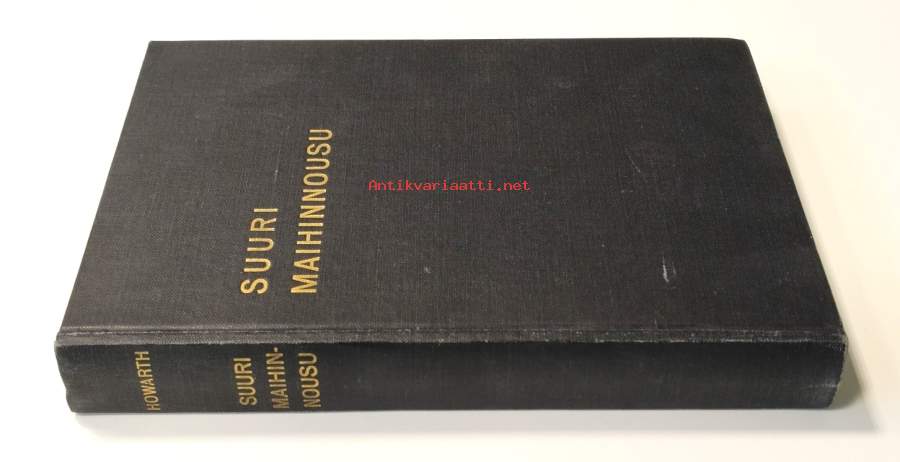 SUURI
MAIHINNOUSU
Antikvariaatti.net
HOWARTH
SUURI
MAIHIN-
NOUSU